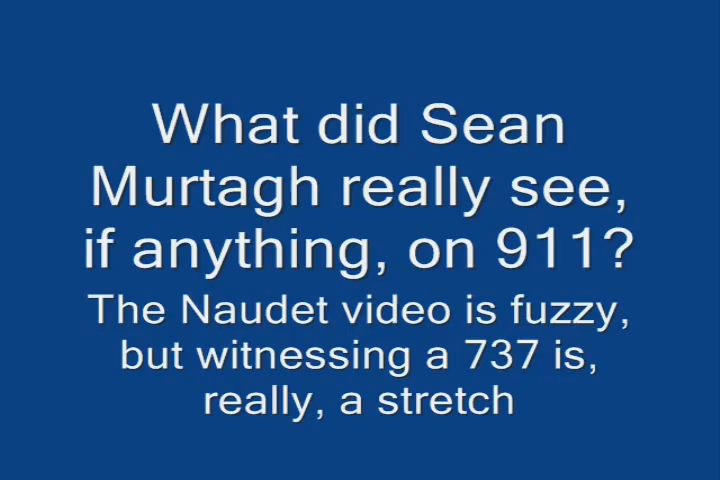 What did Sean
Murtagh really see,
if anything, on 911?
The Naudet video is fuzzy,
but witnessing a 737 is,
really, a stretch